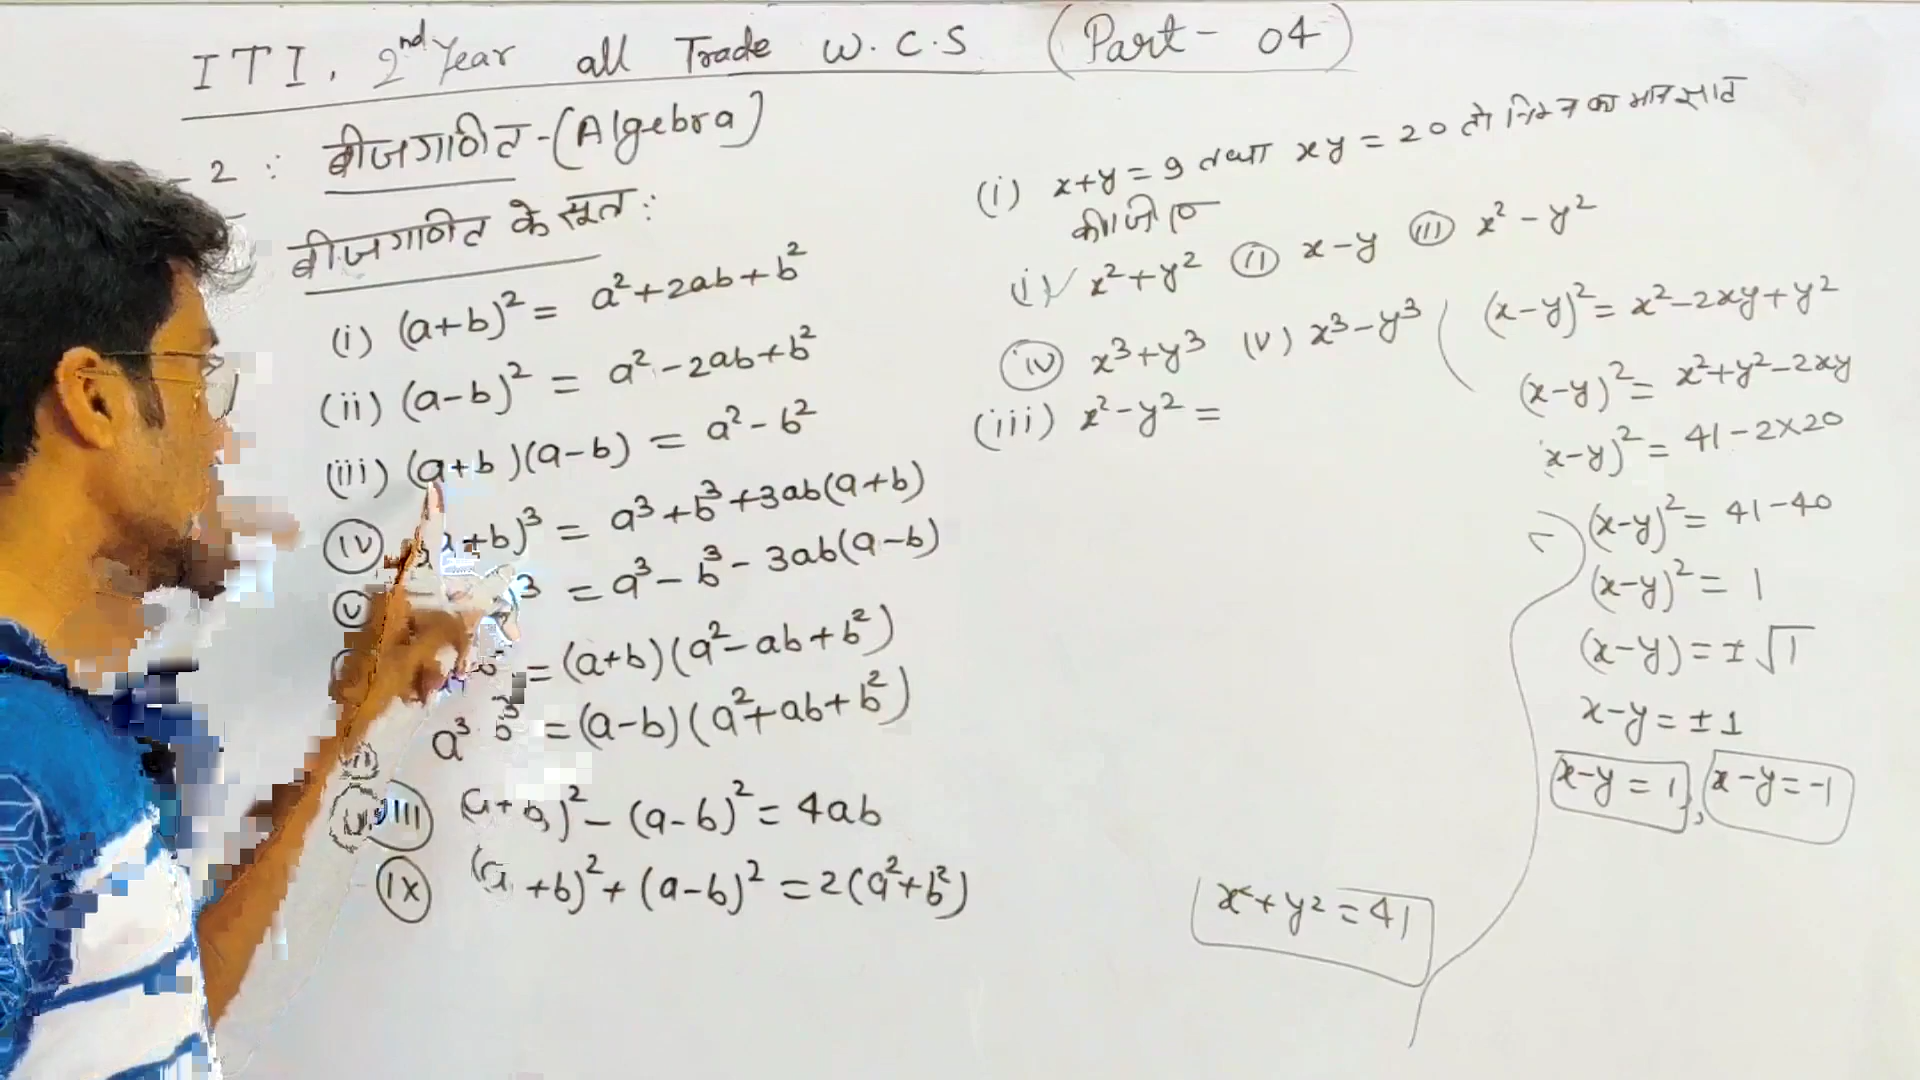 ITI. 2nd Year all Trade W.C.S (Part- 04)
- 2 : बीजगणित-(Algebra)
बीजगणित के सूत्र:
(i) (a+b)² = a²+2ab+b²
(ii) (a-b)² = a²-2ab+b²
(iii) (a+b)(a-b) = a²-b²
(iv) +b)³ = a³+b³+3ab(a+b)
(v) ³ = a³-b³-3ab(a-b)
= (a+b)(a²-ab+b²)
a³ b³ = (a-b)(a²+ab+b²)
(viii) (a+b)²-(a-b)² = 4ab
(ix) (a+b)²+(a-b)² = 2(a²+b²)
(i) x+y = 9 तथा xy = 20 तो निम्न का मान ज्ञात
कीजिए
(i) x²+y² (ii) x-y (iii) x²-y²
(iv) x³+y³ (v) x³-y³
(iii) x²-y² =
(x-y)² = x²-2xy+y²
(x-y)² = x²+y²-2xy
x-y)² = 41-2×20
(x-y)² = 41-40
(x-y)² = 1
(x-y) = ±√1
x-y = ±1
x-y = 1, x-y = -1
x²+y² = 41